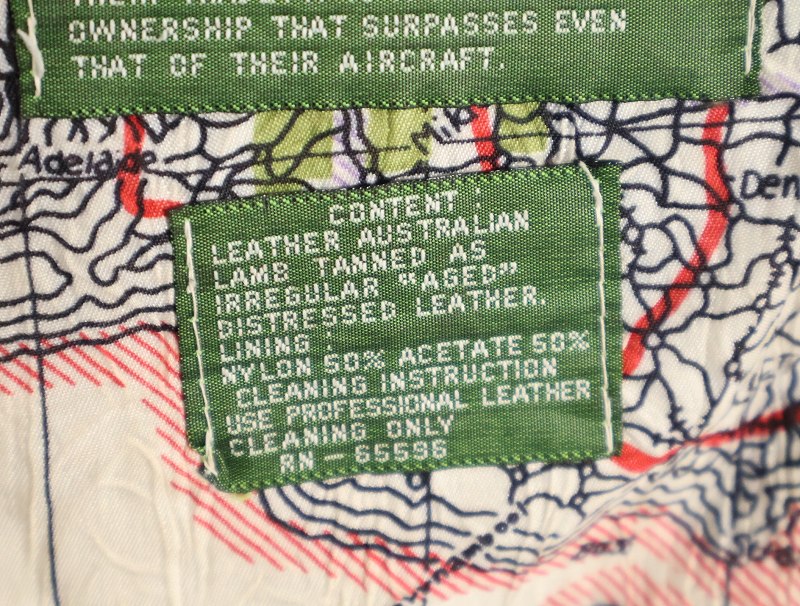 OWNERSHIP THAT SURPASSES EVEN
THAT OF THEIR AIRCRAFT.
Adelaide
Den
CONTENT :
LEATHER AUSTRALIAN
LAMB TANNED AS
IRREGULAR "AGED"
DISTRESSED LEATHER.
LINING :
NYLON 50% ACETATE 50%
CLEANING INSTRUCTION
USE PROFESSIONAL LEATHER
CLEANING ONLY
RN-65596